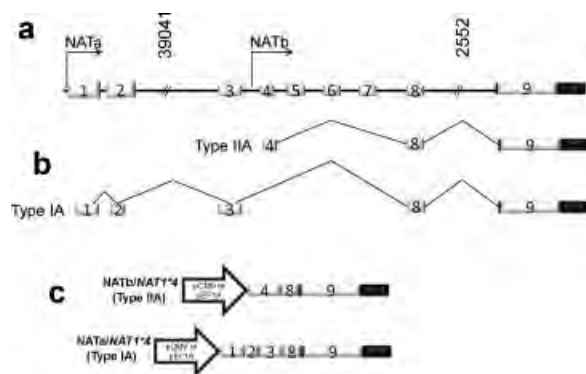 a
NATa
39041
NATb
2552
1 2 3 4 5 6 7 8 9
Type IIA 4 8 9
b
Type IA 1 2 3 8 9
c
NATb/NAT1*4
(Type IIA)
4 8 9
NATa/NAT1*4
(Type IA)
1 2 3 8 9